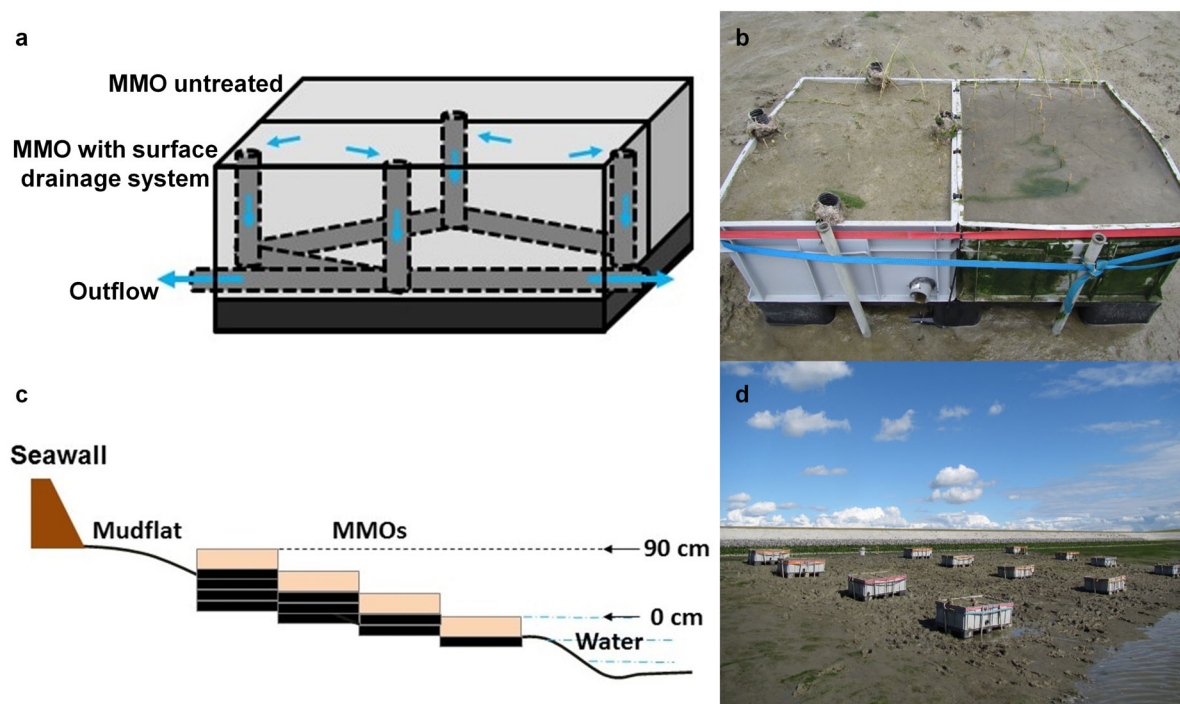 a
MMO untreated
MMO with surface
drainage system
Outflow
b
c
Seawall
Mudflat
MMOs
90 cm
0 cm
Water
d